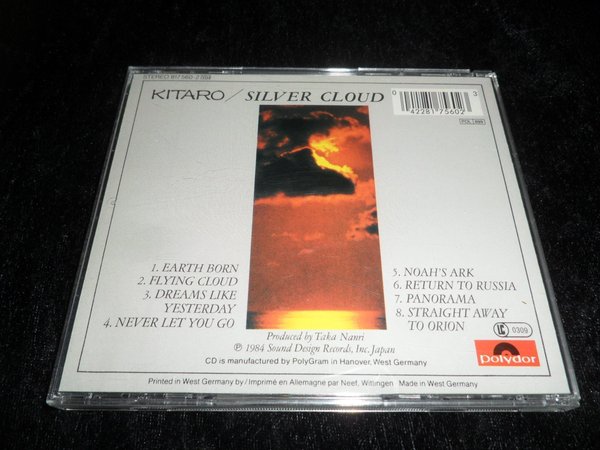 STEREO 817 560-2
KITARO / SILVER CLOUD
0 42281 75602 3
1. EARTH BORN
2. FLYING CLOUD
3. DREAMS LIKE
YESTERDAY
4. NEVER LET YOU GO
5. NOAH'S ARK
6. RETURN TO RUSSIA
7. PANORAMA
8. STRAIGHT AWAY
TO ORION
LC
0309
polydor
Produced by Taka Nanri
℗ 1984 Sound Design Records, Inc. Japan
CD is manufactured by PolyGram in Hanover, West Germany
Printed in West Germany by / Imprimé en Allemagne par Neef, Wittingen Made in West Germany